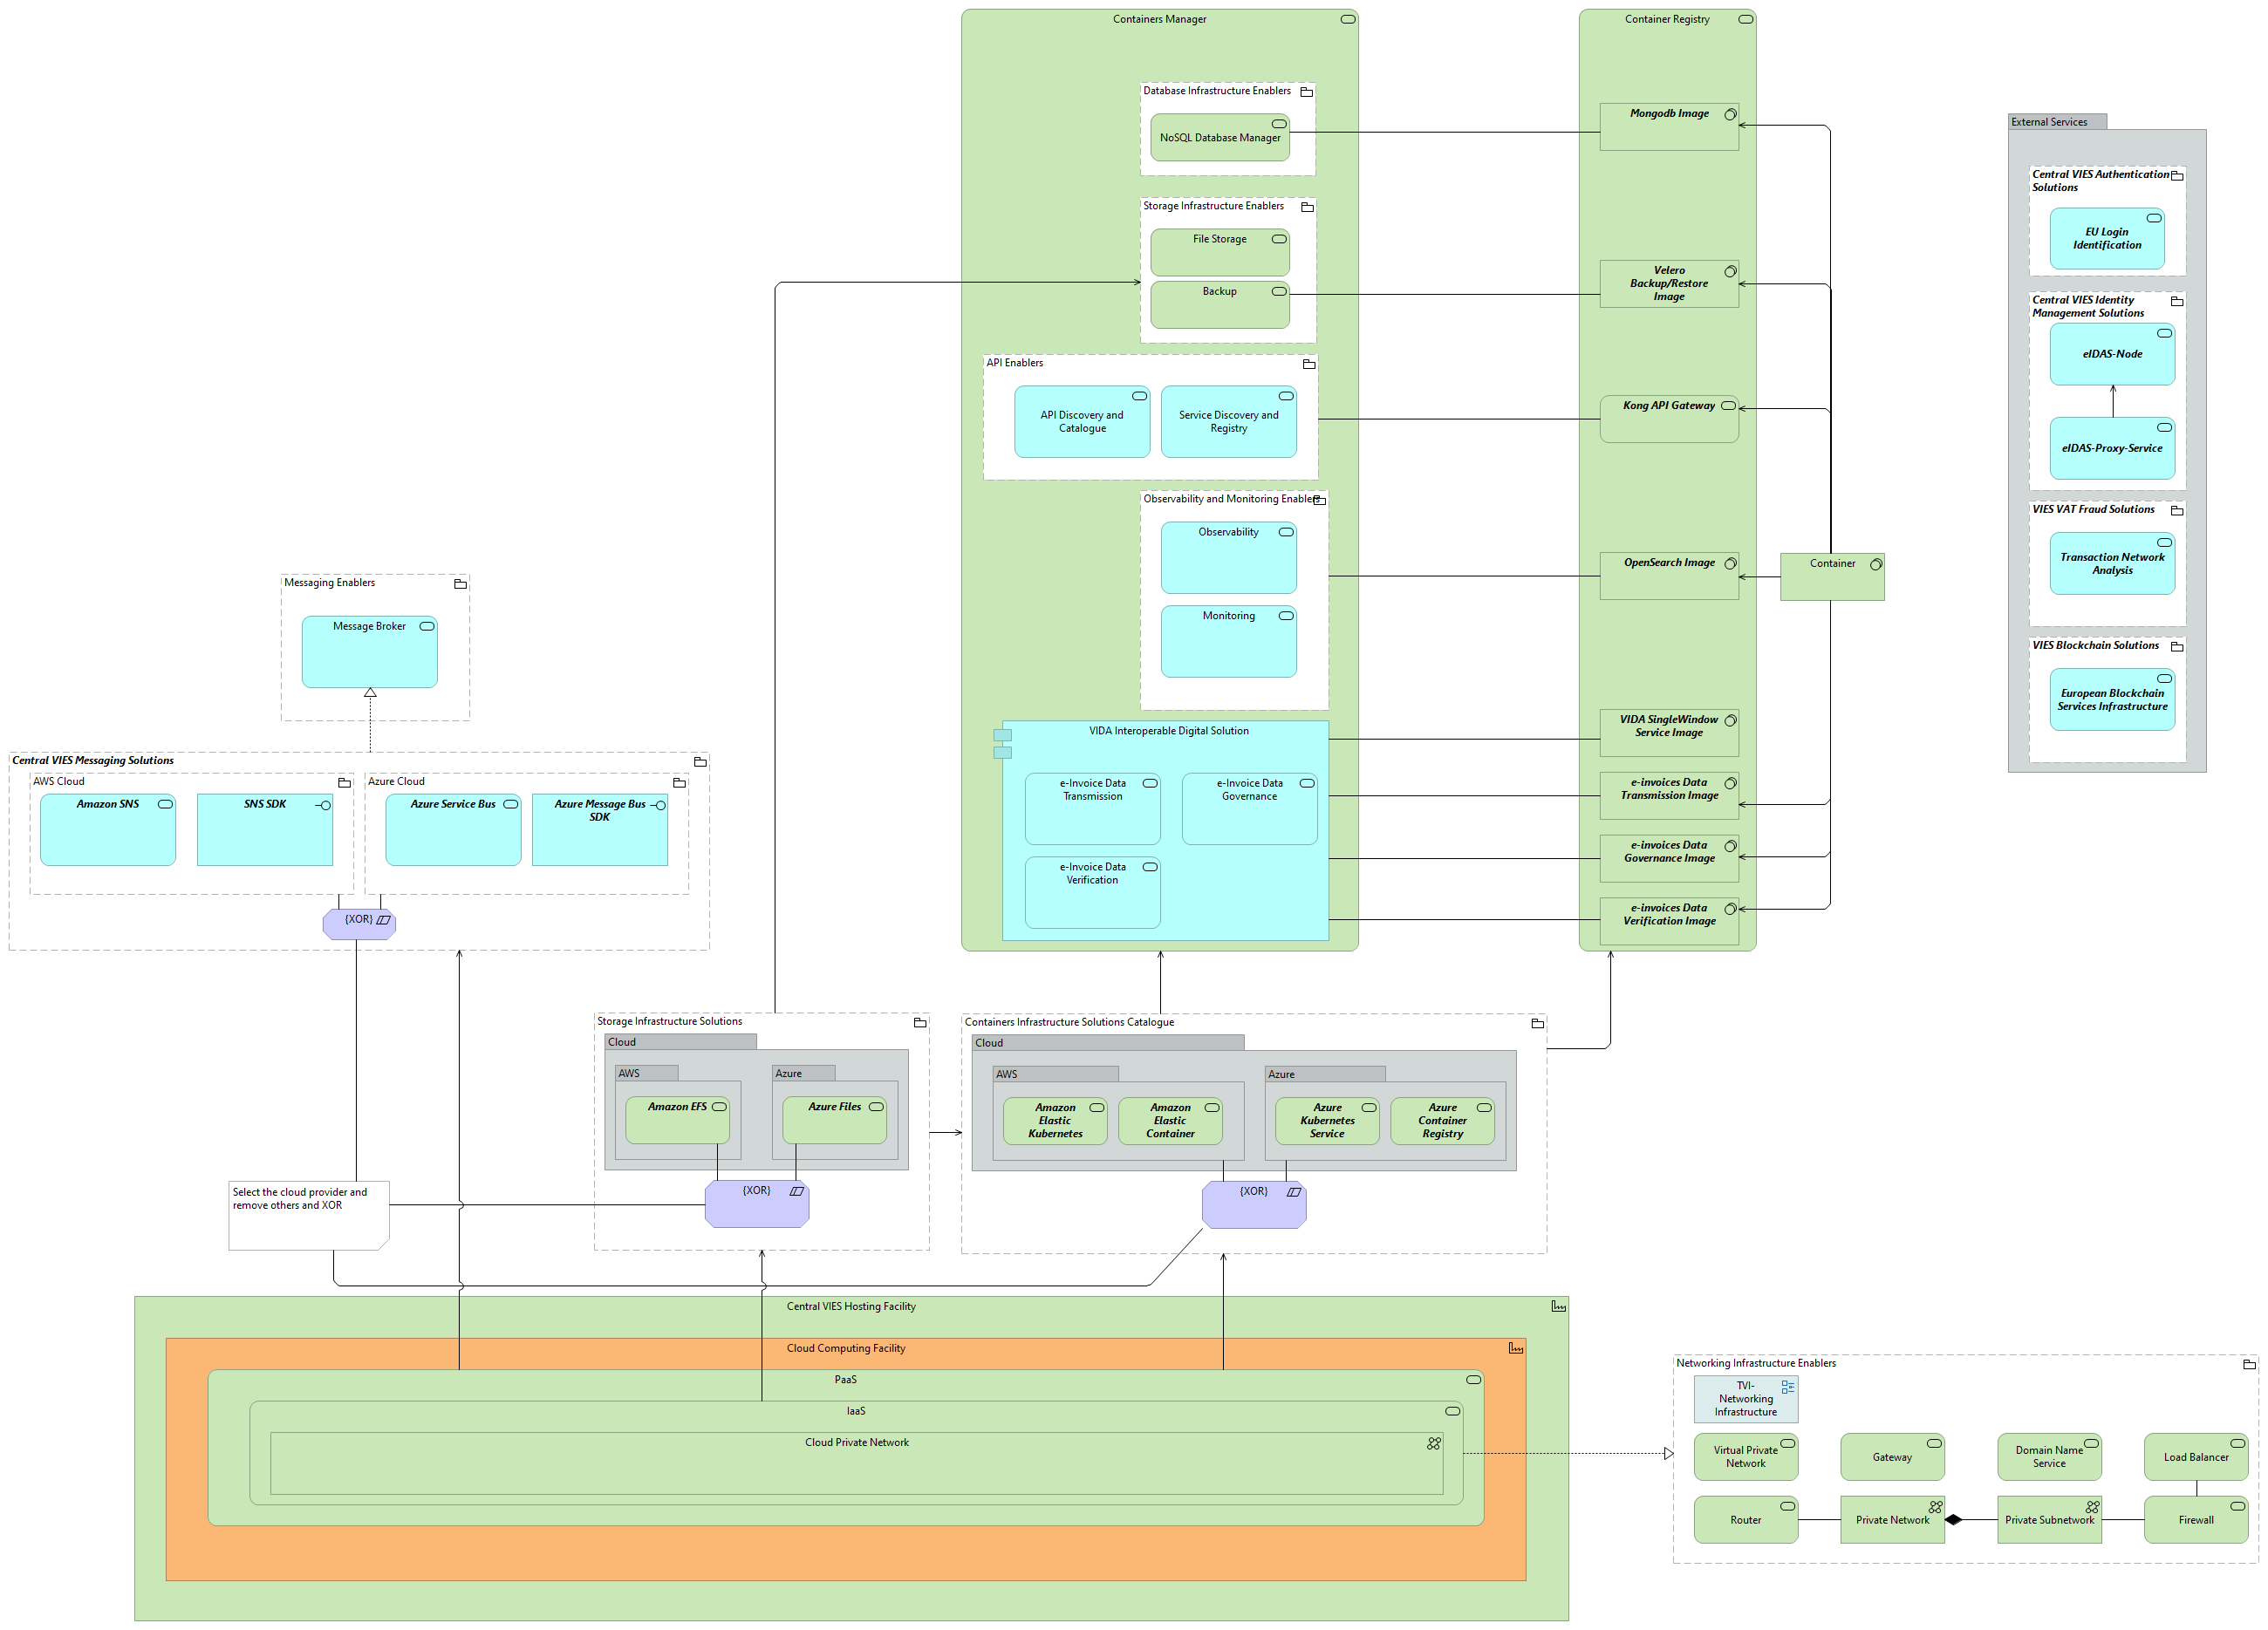 Containers Manager
Container Registry
Database Infrastructure Enablers
NoSQL Database Manager
Mongodb Image
External Services
Central VIES Authentication
Solutions
EU Login
Identification
Storage Infrastructure Enablers
File Storage
Backup
Velero
Backup/Restore
Image
Central VIES Identity
Management Solutions
eIDAS-Node
eIDAS-Proxy-Service
API Enablers
API Discovery and
Catalogue
Service Discovery and
Registry
Kong API Gateway
Observability and Monitoring Enablers
Observability
Monitoring
OpenSearch Image
Container
VIES VAT Fraud Solutions
Transaction Network
Analysis
VIES Blockchain Solutions
European Blockchain
Services Infrastructure
Messaging Enablers
Message Broker
VIDA Interoperable Digital Solution
e-Invoice Data
Transmission
e-Invoice Data
Governance
e-Invoice Data
Verification
VIDA SingleWindow
Service Image
e-invoices Data
Transmission Image
e-invoices Data
Governance Image
e-invoices Data
Verification Image
Central VIES Messaging Solutions
AWS Cloud
Amazon SNS
SNS SDK
Azure Cloud
Azure Service Bus
Azure Message Bus
SDK
{XOR}
Storage Infrastructure Solutions
Cloud
AWS
Amazon EFS
Azure
Azure Files
{XOR}
Containers Infrastructure Solutions Catalogue
Cloud
AWS
Amazon
Elastic
Kubernetes
Amazon
Elastic
Container
Azure
Azure
Kubernetes
Service
Azure
Container
Registry
{XOR}
Select the cloud provider and
remove others and XOR
Central VIES Hosting Facility
Cloud Computing Facility
PaaS
IaaS
Cloud Private Network
Networking Infrastructure Enablers
TVI-
Networking
Infrastructure
Virtual Private
Network
Gateway
Domain Name
Service
Load Balancer
Router
Private Network
Private Subnetwork
Firewall